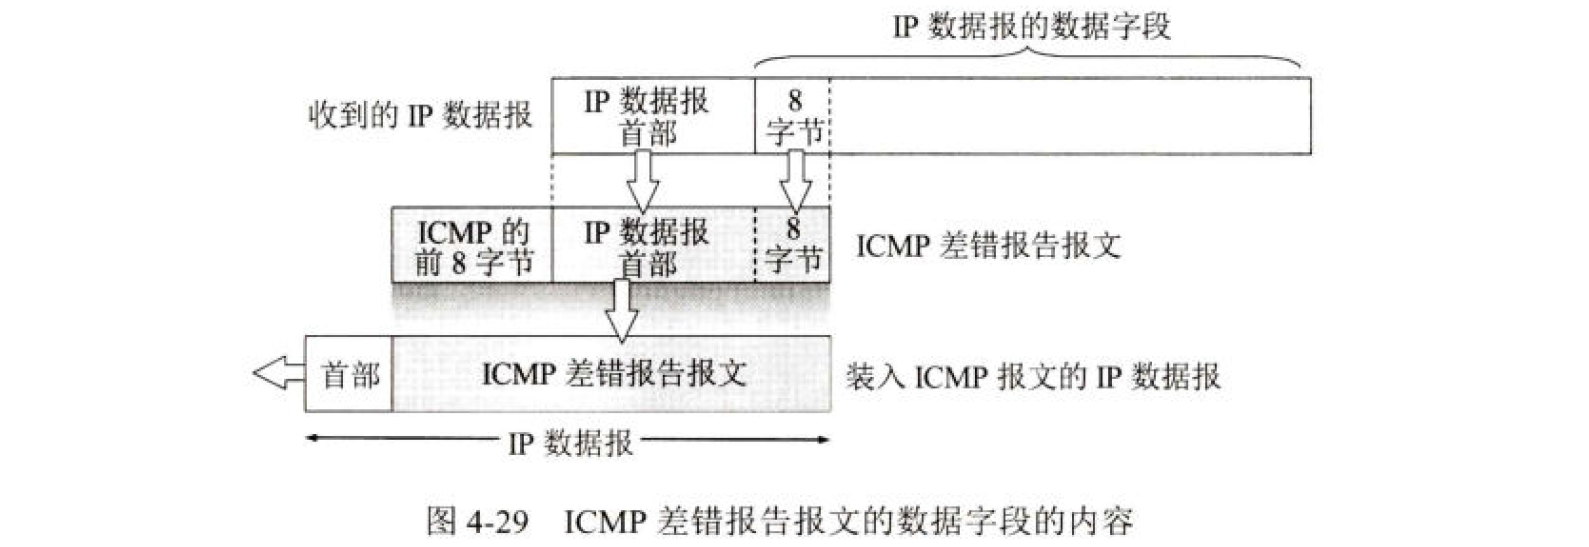 IP 数据报的数据字段
收到的 IP 数据报
IP 数据报
首部
8
字节
ICMP 的
前 8 字节
IP 数据报
首部
8
字节
ICMP 差错报告报文
首部
ICMP 差错报告报文
装入 ICMP 报文的 IP 数据报
IP 数据报
图 4-29 ICMP 差错报告报文的数据字段的内容